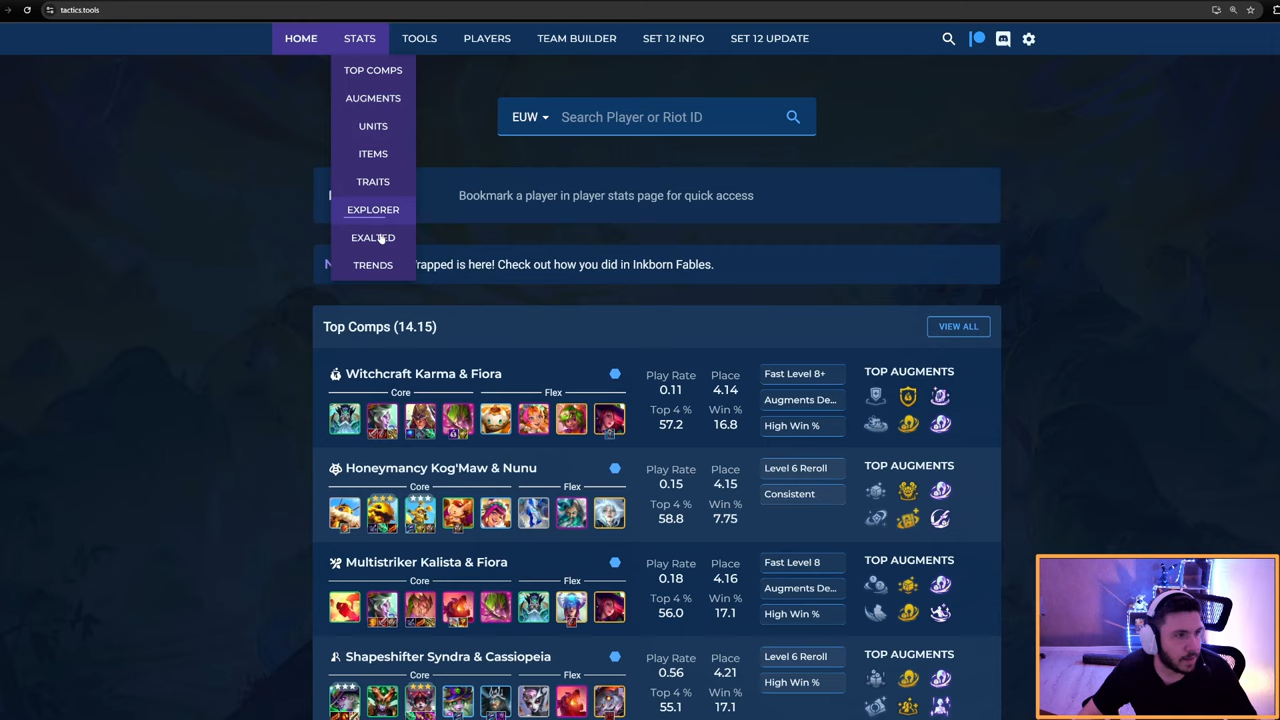 tactics.tools
HOME STATS TOOLS PLAYERS TEAM BUILDER SET 12 INFO SET 12 UPDATE
TOP COMPS
AUGMENTS
UNITS
ITEMS
TRAITS
EXPLORER
EXALTED
TRENDS
EUW Search Player or Riot ID
Bookmark a player in player stats page for quick access
rapped is here! Check out how you did in Inkborn Fables.
Top Comps (14.15) VIEW ALL
Witchcraft Karma & Fiora
Core Flex
Play Rate Place
0.11 4.14
Top 4 % Win %
57.2 16.8
Fast Level 8+
Augments De...
High Win %
TOP AUGMENTS
Honeymancy Kog'Maw & Nunu
Core Flex
Play Rate Place
0.15 4.15
Top 4 % Win %
58.8 7.75
Level 6 Reroll
Consistent
TOP AUGMENTS
Multistriker Kalista & Fiora
Core Flex
Play Rate Place
0.18 4.16
Top 4 % Win %
56.0 17.1
Fast Level 8
Augments De...
High Win %
TOP AUGMENTS
Shapeshifter Syndra & Cassiopeia
Core Flex
Play Rate Place
0.56 4.21
Top 4 % Win %
55.1 17.1
Level 6 Reroll
High Win %
TOP AUGMENTS